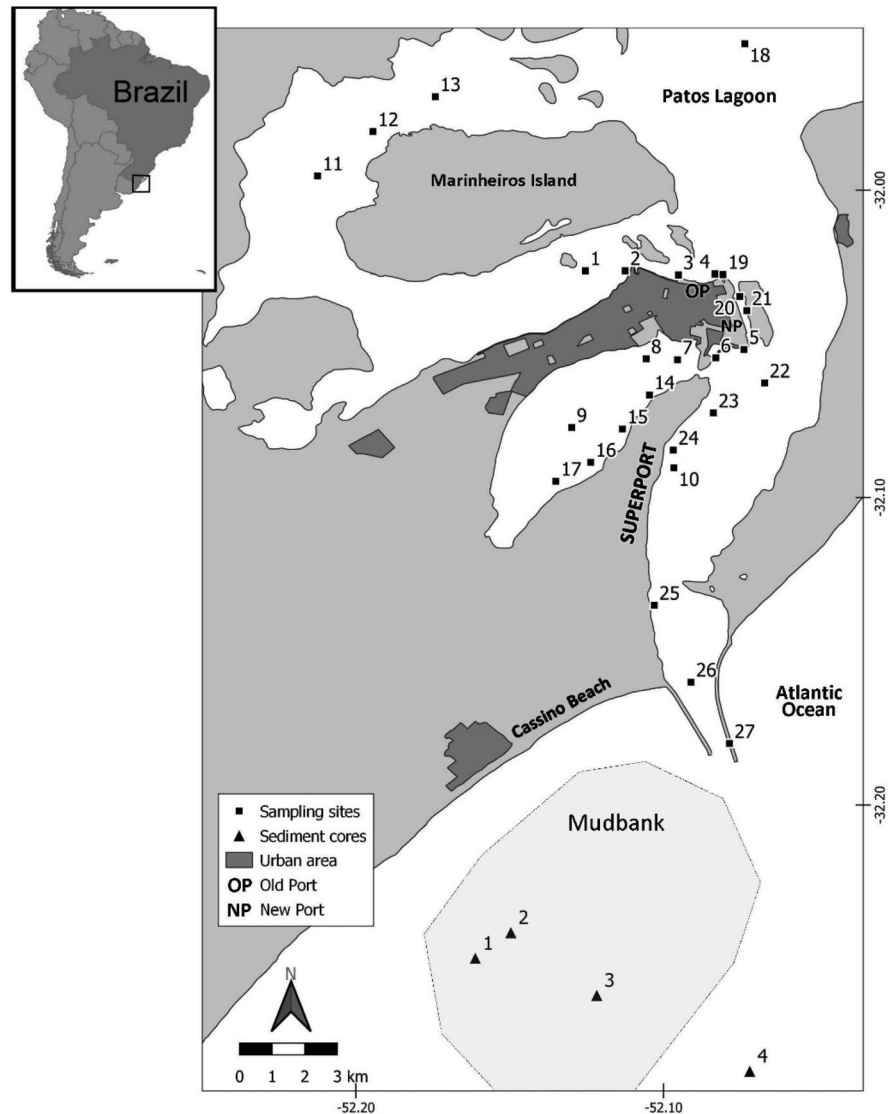 Brazil
18
Patos Lagoon
13
12
11
Marinheiros Island
-32.00
1
2
3
4
19
OP
20
21
NP
5
6
7
8
22
14
23
9
15
24
16
17
10
SUPERPORT
-32.10
25
26
Atlantic
Ocean
Cassino Beach
27
-32.20
Sampling sites
Sediment cores
Urban area
OP Old Port
NP New Port
Mudbank
2
1
3
4
N
0 1 2 3 km
-52.20
-52.10